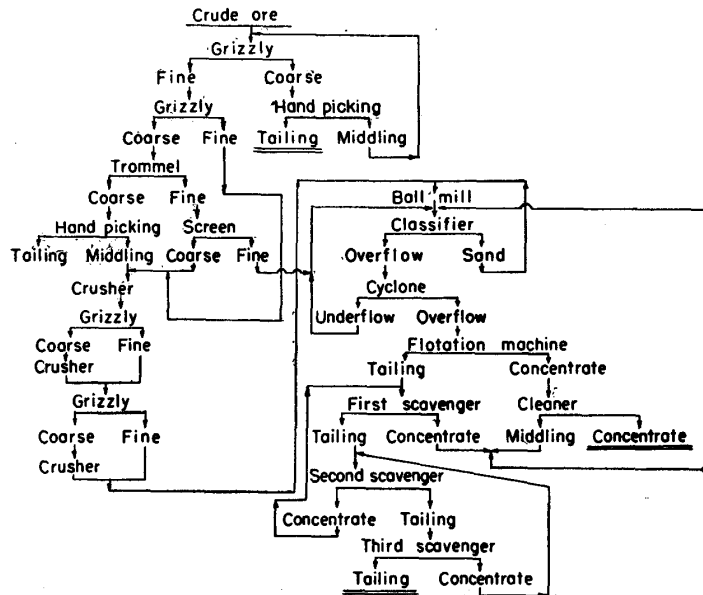 Crude ore
Grizzly
Fine Coarse
Grizzly Hand picking
Coarse Fine Tailing Middling
Trommel
Coarse Fine
Hand picking Screen
Tailing Middling Coarse Fine
Crusher
Grizzly
Coarse Fine
Crusher
Grizzly
Coarse Fine
Crusher
Ball mill
Classifier
Overflow Sand
Cyclone
Underflow Overflow
Flotation machine
Tailing Concentrate
First scavenger Cleaner
Tailing Concentrate Middling Concentrate
Second scavenger
Concentrate Tailing
Third scavenger
Tailing Concentrate